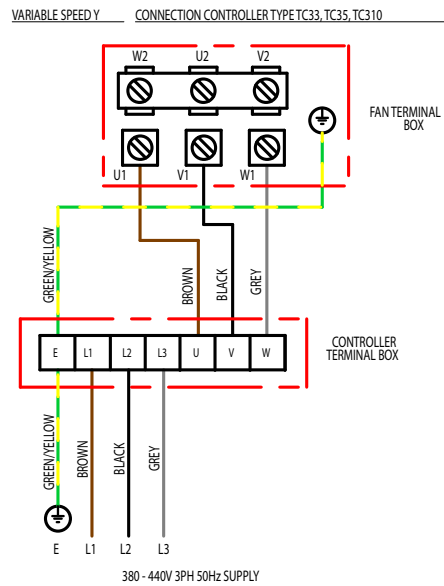 VARIABLE SPEED Y CONNECTION CONTROLLER TYPE TC33, TC35, TC310
W2 U2 V2
FAN TERMINAL
BOX
U1 V1 W1
GREEN/YELLOW
BROWN
BLACK
GREY
E L1 L2 L3 U V W
CONTROLLER
TERMINAL BOX
GREEN/YELLOW
BROWN
BLACK
GREY
E L1 L2 L3
380 - 440V 3PH 50Hz SUPPLY